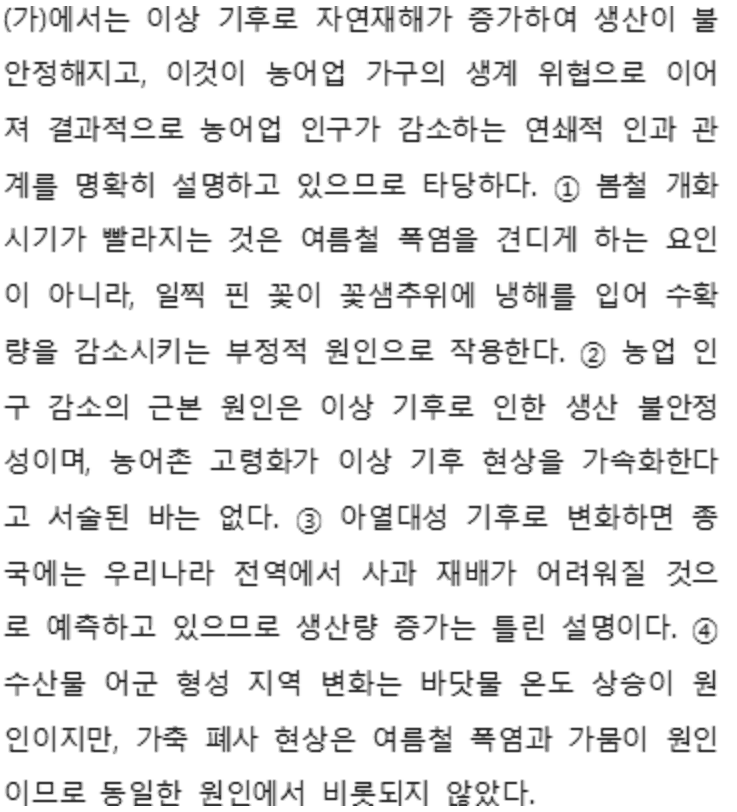 (가)에서는 이상 기후로 자연재해가 증가하여 생산이 불
안정해지고, 이것이 농어업 가구의 생계 위협으로 이어
져 결과적으로 농어업 인구가 감소하는 연쇄적 인과 관
계를 명확히 설명하고 있으므로 타당하다. ① 봄철 개화
시기가 빨라지는 것은 여름철 폭염을 견디게 하는 요인
이 아니라, 일찍 핀 꽃이 꽃샘추위에 냉해를 입어 수확
량을 감소시키는 부정적 원인으로 작용한다. ② 농업 인
구 감소의 근본 원인은 이상 기후로 인한 생산 불안정
성이며, 농어촌 고령화가 이상 기후 현상을 가속화한다
고 서술된 바는 없다. ③ 아열대성 기후로 변화하면 종
국에는 우리나라 전역에서 사과 재배가 어려워질 것으
로 예측하고 있으므로 생산량 증가는 틀린 설명이다. ④
수산물 어군 형성 지역 변화는 바닷물 온도 상승이 원
인이지만, 가축 폐사 현상은 여름철 폭염과 가뭄이 원인
이므로 동일한 원인에서 비롯되지 않았다.